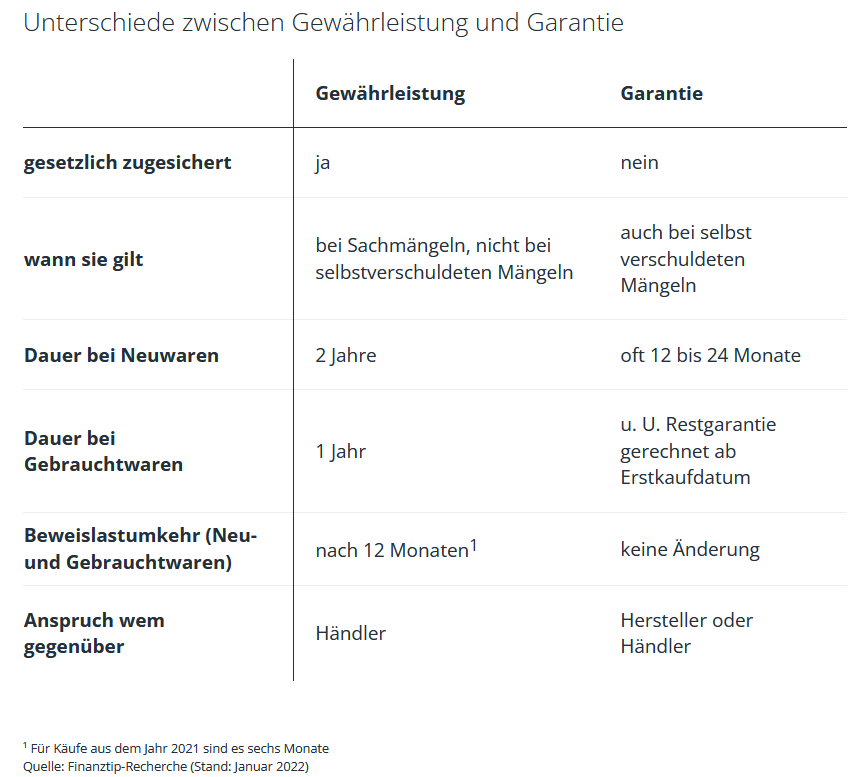 Unterschiede zwischen Gewährleistung und Garantie
Gewährleistung Garantie
gesetzlich zugesichert ja nein
wann sie gilt
bei Sachmängeln, nicht bei
selbstverschuldeten Mängeln
auch bei selbst
verschuldeten
Mängeln
Dauer bei Neuwaren 2 Jahre oft 12 bis 24 Monate
Dauer bei
Gebrauchtwaren
1 Jahr
u. U. Restgarantie
gerechnet ab
Erstkaufdatum
Beweislastumkehr (Neu-
und Gebrauchtwaren)
nach 12 Monaten¹
keine Änderung
Anspruch wem
gegenüber
Händler
Hersteller oder
Händler
¹ Für Käufe aus dem Jahr 2021 sind es sechs Monate
Quelle: Finanztip-Recherche (Stand: Januar 2022)